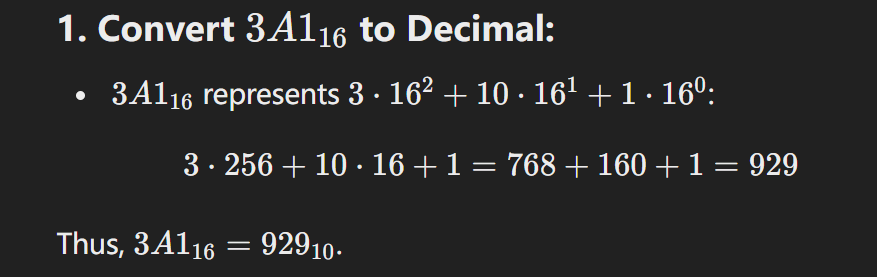 1. Convert 3A1₁₆ to Decimal:
• 3A1₁₆ represents 3 · 16² + 10 · 16¹ + 1 · 16⁰:
3 · 256 + 10 · 16 + 1 = 768 + 160 + 1 = 929
Thus, 3A1₁₆ = 929₁₀.